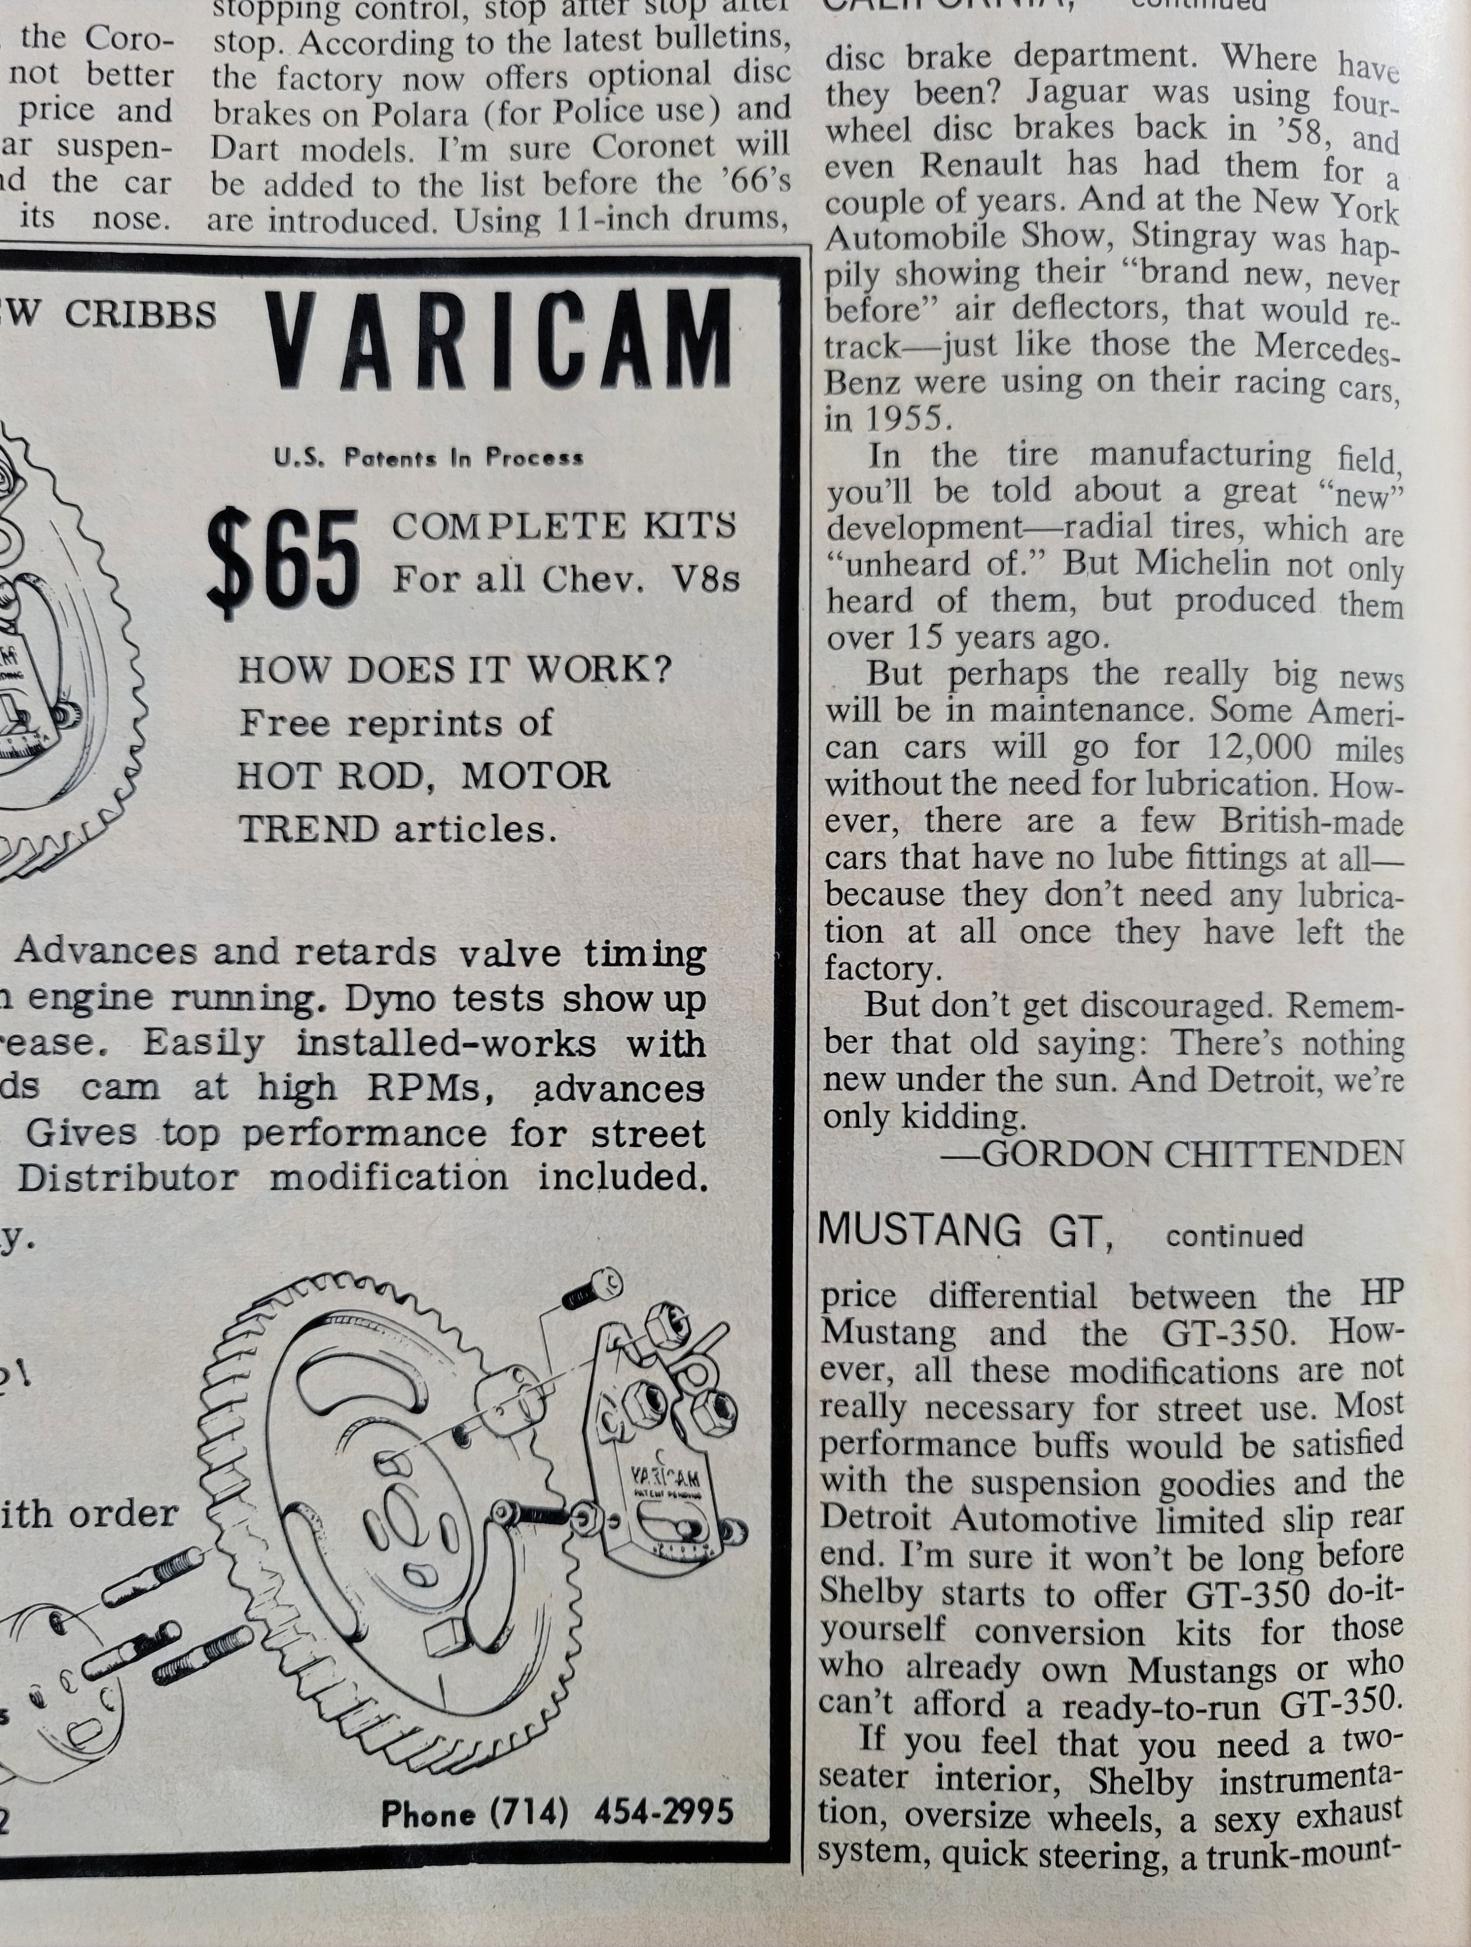 the Coro-
not better
price and
ar suspen-
nd the car
its nose.
stopping control, stop after stop after
stop. According to the latest bulletins,
the factory now offers optional disc
brakes on Polara (for Police use) and
Dart models. I'm sure Coronet will
be added to the list before the '66's
are introduced. Using 11-inch drums,
EW CRIBBS
VARICAM
U.S. Patents In Process
$65
COMPLETE KITS
For all Chev. V8s
HOW DOES IT WORK?
Free reprints of
HOT ROD, MOTOR
TREND articles.
Advances and retards valve timing
engine running. Dyno tests show up
rease. Easily installed-works with
ds cam at high RPMs, advances
Gives top performance for street
Distributor modification included.
y.
ith order
VARICAM
PATENT PENDING
Phone (714) 454-2995
CALIFORNIA, continued
disc brake department. Where have
they been? Jaguar was using four-
wheel disc brakes back in '58, and
even Renault has had them for a
couple of years. And at the New York
Automobile Show, Stingray was hap-
pily showing their “brand new, never
before” air deflectors, that would re-
track—just like those the Mercedes-
Benz were using on their racing cars,
in 1955.
In the tire manufacturing field,
you'll be told about a great “new”
development—radial tires, which are
“unheard of.” But Michelin not only
heard of them, but produced them
over 15 years ago.
But perhaps the really big news
will be in maintenance. Some Ameri-
can cars will go for 12,000 miles
without the need for lubrication. How-
ever, there are a few British-made
cars that have no lube fittings at all—
because they don't need any lubrica-
tion at all once they have left the
factory.
But don't get discouraged. Remem-
ber that old saying: There's nothing
new under the sun. And Detroit, we're
only kidding.
—GORDON CHITTENDEN
MUSTANG GT, continued
price differential between the HP
Mustang and the GT-350. How-
ever, all these modifications are not
really necessary for street use. Most
performance buffs would be satisfied
with the suspension goodies and the
Detroit Automotive limited slip rear
end. I'm sure it won't be long before
Shelby starts to offer GT-350 do-it-
yourself conversion kits for those
who already own Mustangs or who
can't afford a ready-to-run GT-350.
If you feel that you need a two-
seater interior, Shelby instrumenta-
tion, oversize wheels, a sexy exhaust
system, quick steering, a trunk-mount-